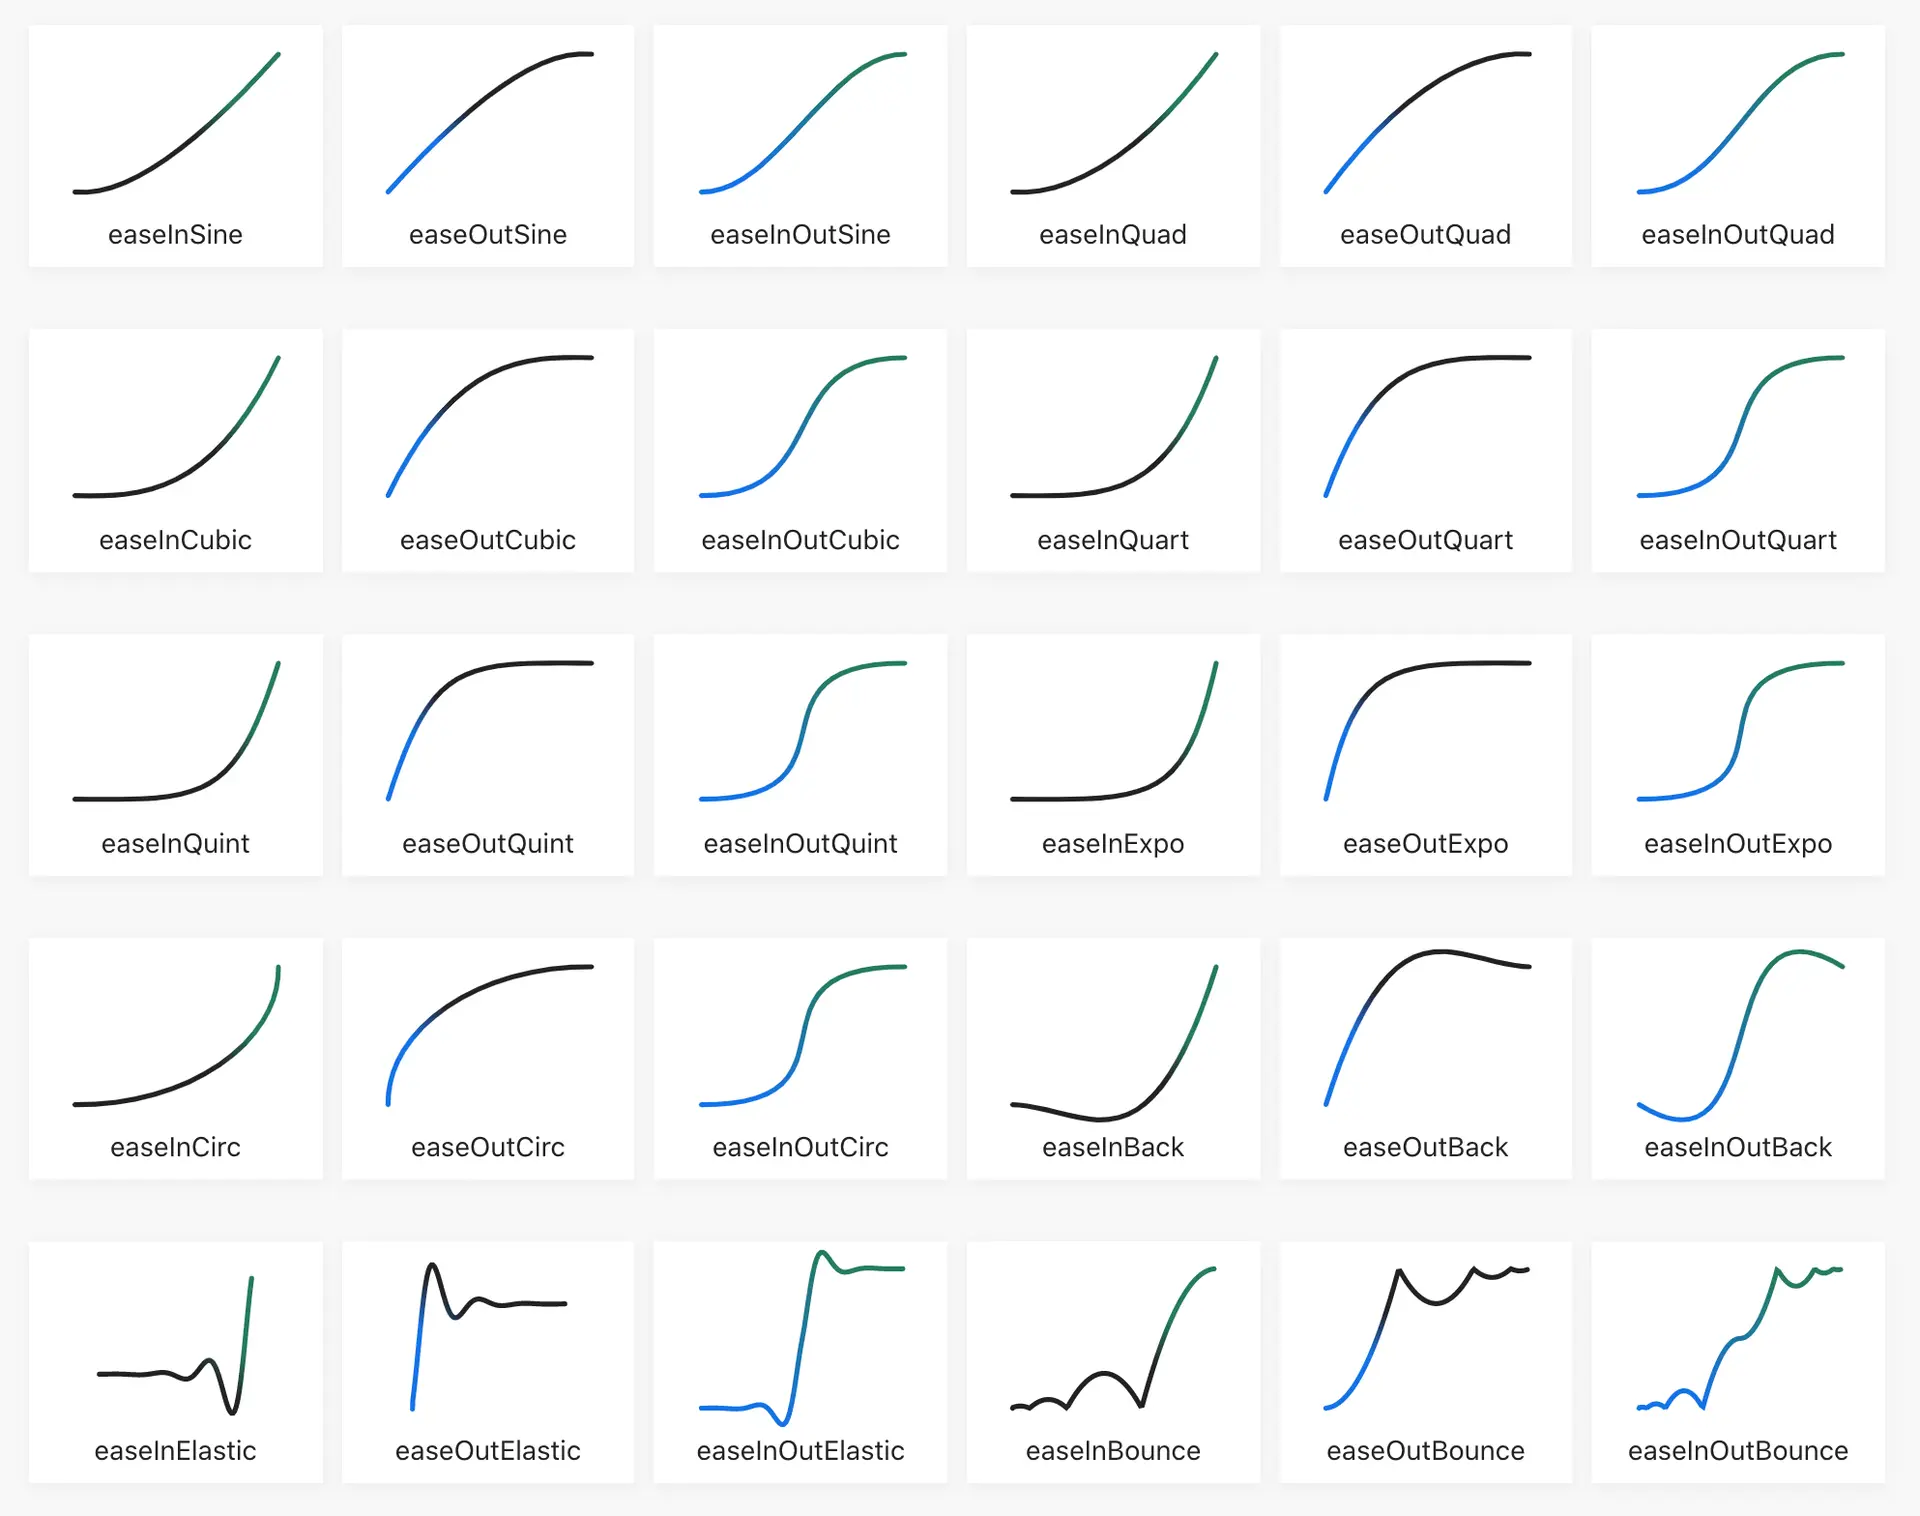 easeInSine
easeOutSine
easeInOutSine
easeInQuad
easeOutQuad
easeInOutQuad
easeInCubic
easeOutCubic
easeInOutCubic
easeInQuart
easeOutQuart
easeInOutQuart
easeInQuint
easeOutQuint
easeInOutQuint
easeInExpo
easeOutExpo
easeInOutExpo
easeInCirc
easeOutCirc
easeInOutCirc
easeInBack
easeOutBack
easeInOutBack
easeInElastic
easeOutElastic
easeInOutElastic
easeInBounce
easeOutBounce
easeInOutBounce